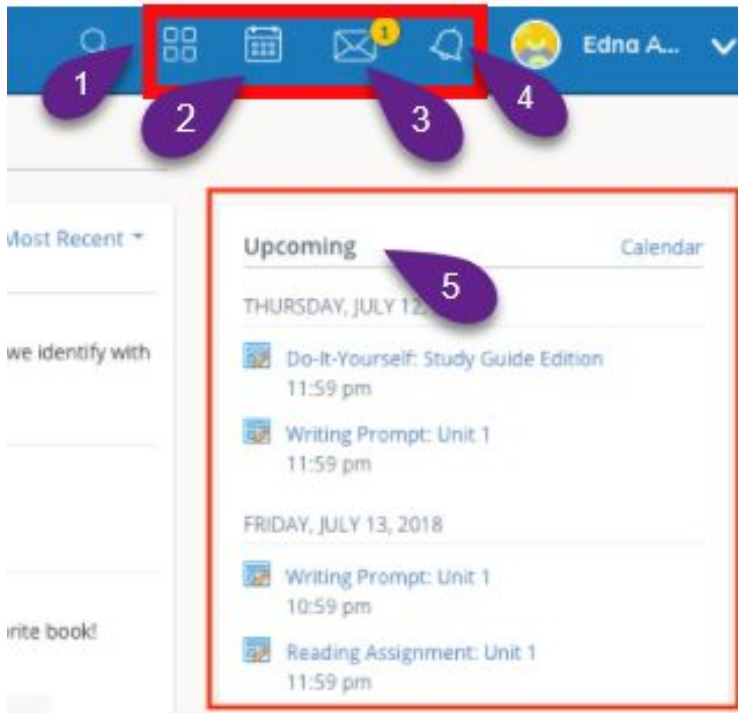 1
Edna A...
1
2
3
4
Most Recent
Upcoming
Calendar
5
THURSDAY, JULY 12,
we identify with
Do-It-Yourself: Study Guide Edition
11:59 pm
Writing Prompt: Unit 1
11:59 pm
FRIDAY, JULY 13, 2018
Writing Prompt: Unit 1
10:59 pm
rite book!
Reading Assignment: Unit 1
11:59 pm